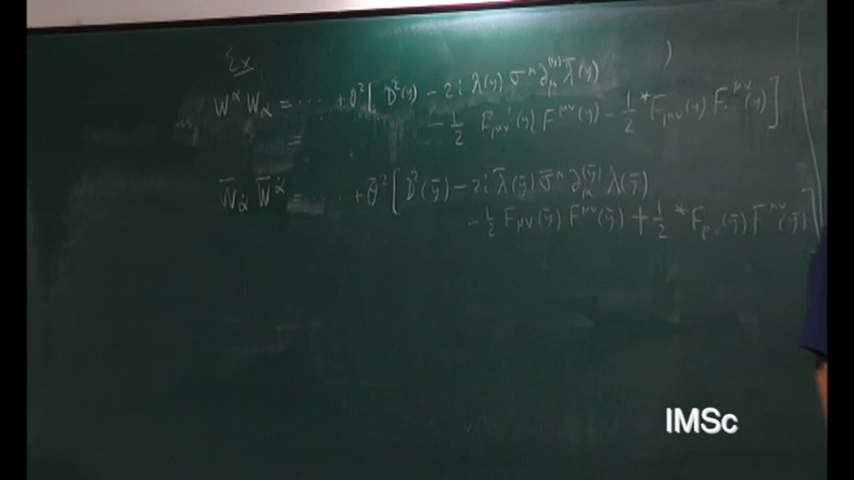 Ex
W^α W_α = ..... + θ² [ D²(y) - 2i λ(y) σ^μ ∂_μ^(y) λ̄(y)
- 1/2 F_μν(y) F^μν(y) - 1/2 *F_μν(y) F^μν(y) ]
W̄_α̇ W̄^α̇ = ... + θ̄² [ D²(ȳ) - 2i λ̄(ȳ) σ̄^μ ∂_μ^(ȳ) λ(ȳ)
- 1/2 F_μν(ȳ) F^μν(ȳ) + 1/2 *F_μν(ȳ) F^μν(ȳ) ]
IMSc